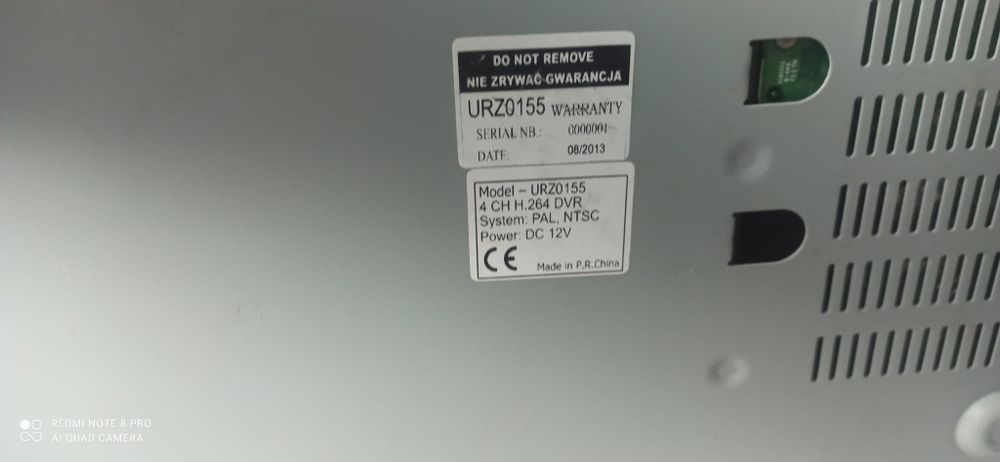 DO NOT REMOVE
NIE ZRYWAĆ GWARANCJA
URZ0155 WARRANTY
SERIAL NB.: 0000001
DATE: 08/2013
Model – URZ0155
4 CH H.264 DVR
System: PAL, NTSC
Power: DC 12V
CE Made in P.R.China
REDMI NOTE 8 PRO
AI QUAD CAMERA